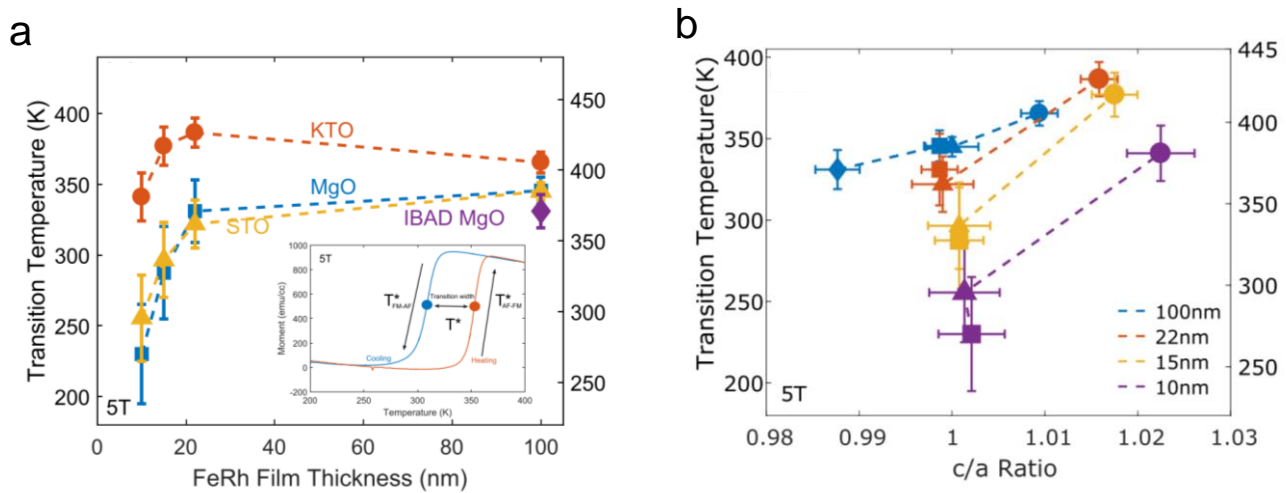 a
Transition Temperature (K)
400
350
300
250
200
400
350
300
250
KTO
MgO
STO
IBAD MgO
5T
0
20
40
60
80
100
FeRh Film Thickness (nm)
5T
Moment (emu/cc)
1000
800
600
400
200
0
-200
T*FM-AF
Transition width
T*
T*AF-FM
Cooling
Heating
200
250
300
350
400
Temperature (K)
b
Transition Temperature(K)
400
350
300
250
200
445
400
350
300
250
5T
100nm
22nm
15nm
10nm
0.98
0.99
1
1.01
1.02
1.03
c/a Ratio